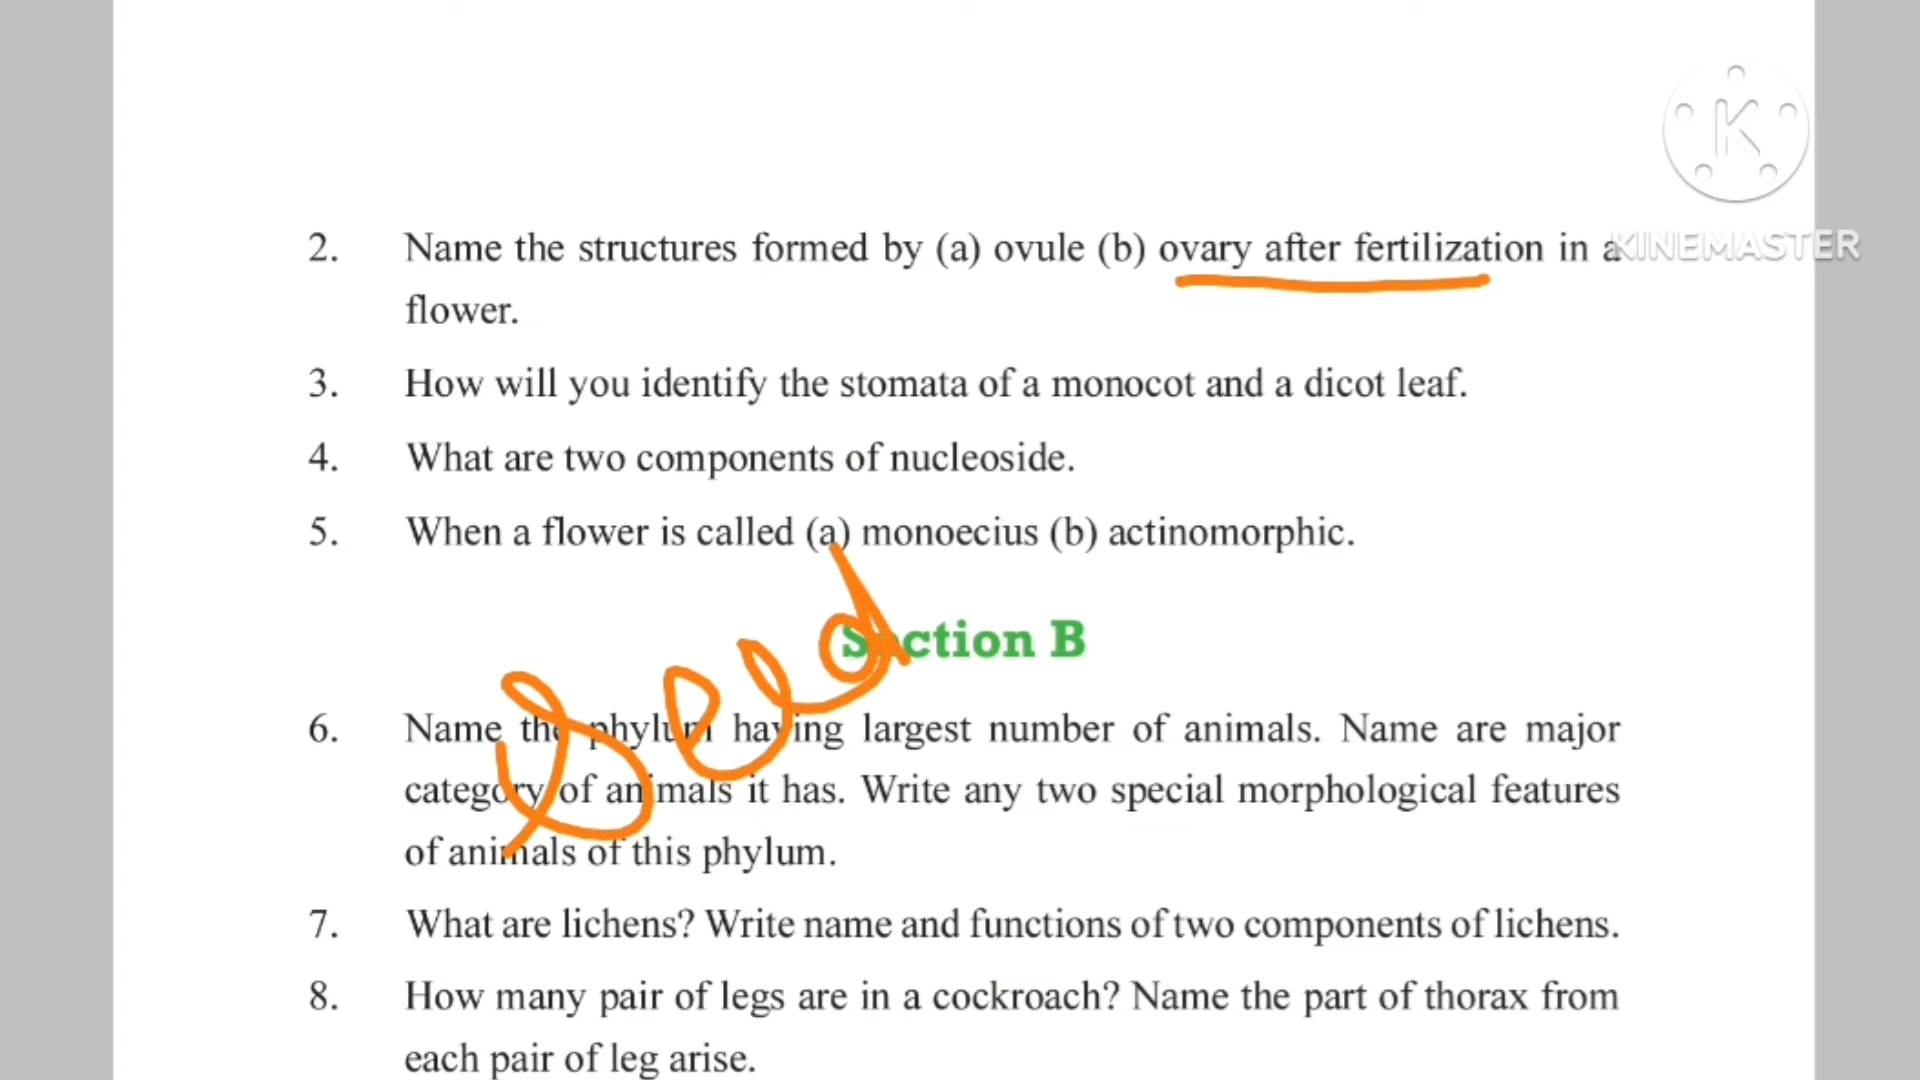 K
KINEMASTER
2. Name the structures formed by (a) ovule (b) ovary after fertilization in a
flower.
3. How will you identify the stomata of a monocot and a dicot leaf.
4. What are two components of nucleoside.
5. When a flower is called (a) monoecius (b) actinomorphic.
Section B
Seed
6. Name the phylum having largest number of animals. Name are major
category of animals it has. Write any two special morphological features
of animals of this phylum.
7. What are lichens? Write name and functions of two components of lichens.
8. How many pair of legs are in a cockroach? Name the part of thorax from
each pair of leg arise.